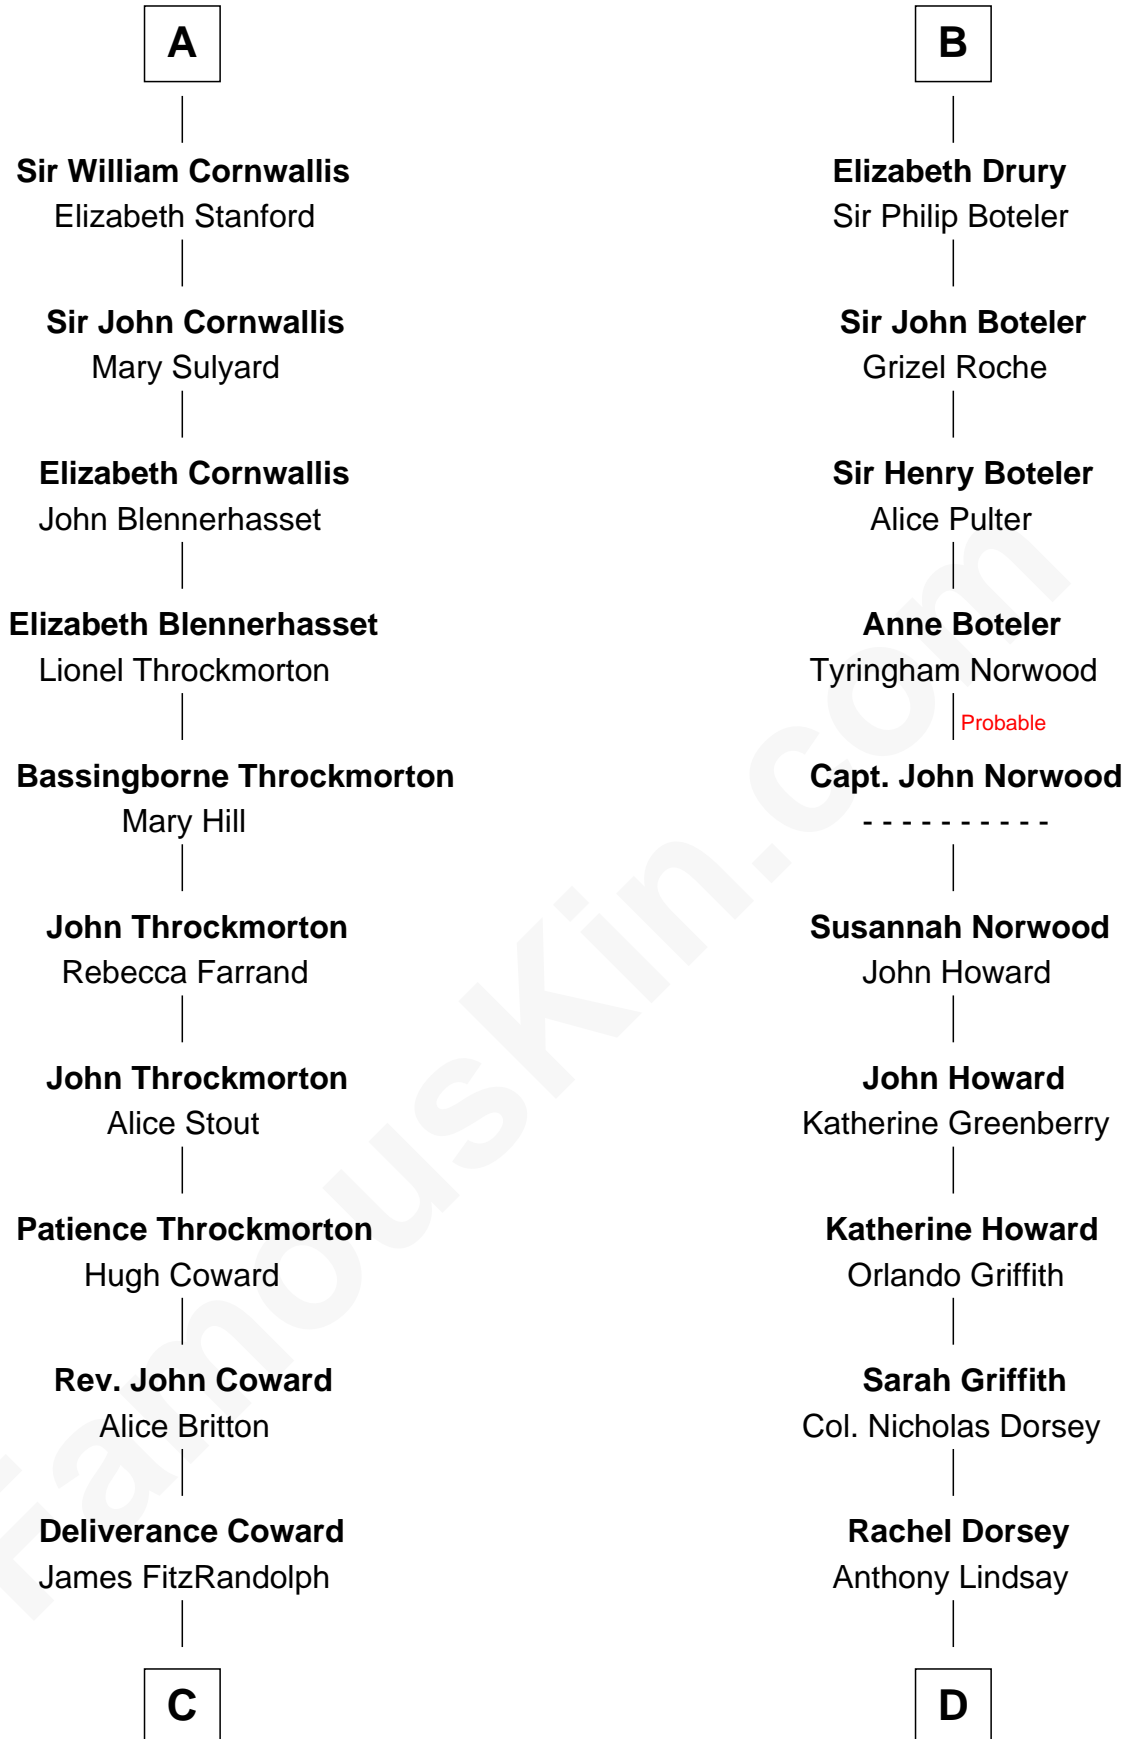 A
Sir William Cornwallis
Elizabeth Stanford
Sir John Cornwallis
Mary Sulyard
Elizabeth Cornwallis
John Blennerhasset
Elizabeth Blennerhasset
Lionel Throckmorton
Bassingborne Throckmorton
Mary Hill
John Throckmorton
Rebecca Farrand
John Throckmorton
Alice Stout
Patience Throckmorton
Hugh Coward
Rev. John Coward
Alice Britton
Deliverance Coward
James FitzRandolph
C
B
Elizabeth Drury
Sir Philip Boteler
Sir John Boteler
Grizel Roche
Sir Henry Boteler
Alice Pulter
Anne Boteler
Tyringham Norwood
Probable
Capt. John Norwood
- - - - - - - - - -
Susannah Norwood
John Howard
John Howard
Katherine Greenberry
Katherine Howard
Orlando Griffith
Sarah Griffith
Col. Nicholas Dorsey
Rachel Dorsey
Anthony Lindsay
D
FamousKin.com